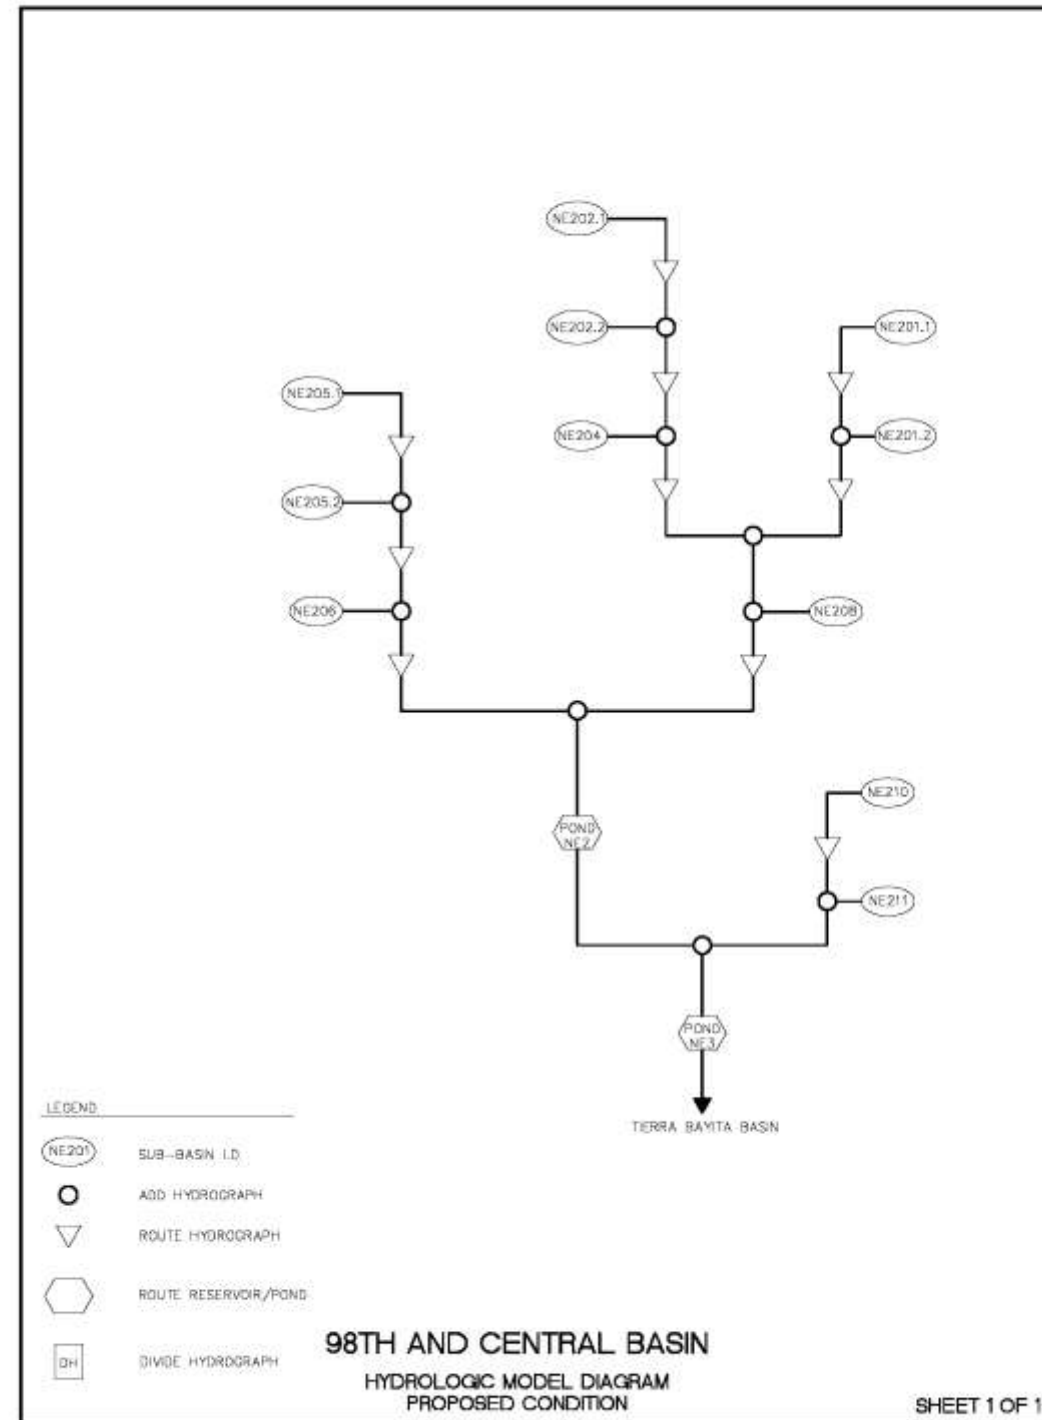 NE202.1
NE202.2
NE201.1
NE205.1
NE204
NE201.2
NE205.2
NE206
NE208
NE210
POND
NE2
NE211
POND
NE3
TIERRA BAYITA BASIN
LEGEND
NE201
SUB-BASIN I.D
ADD HYDROGRAPH
ROUTE HYDROGRAPH
ROUTE RESERVOIR/POND
DH
DIVIDE HYDROGRAPH
98TH AND CENTRAL BASIN
HYDROLOGIC MODEL DIAGRAM
PROPOSED CONDITION
SHEET 1 OF 1